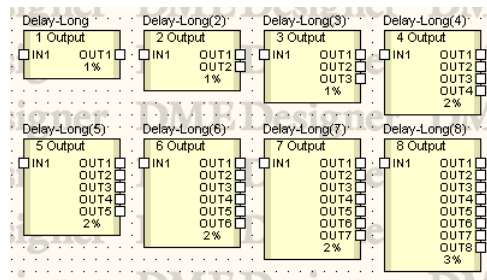 Delay-Long
1 Output
IN1 OUT1
1%
Delay-Long(2)
2 Output
IN1 OUT1
OUT2
1%
Delay-Long(3)
3 Output
IN1 OUT1
OUT2
OUT3
1%
Delay-Long(4)
4 Output
IN1 OUT1
OUT2
OUT3
OUT4
2%
Delay-Long(5)
5 Output
IN1 OUT1
OUT2
OUT3
OUT4
OUT5
2%
Delay-Long(6)
6 Output
IN1 OUT1
OUT2
OUT3
OUT4
OUT5
OUT6
2%
Delay-Long(7)
7 Output
IN1 OUT1
OUT2
OUT3
OUT4
OUT5
OUT6
OUT7
2%
Delay-Long(8)
8 Output
IN1 OUT1
OUT2
OUT3
OUT4
OUT5
OUT6
OUT7
OUT8
3%
signer DME Designer DM